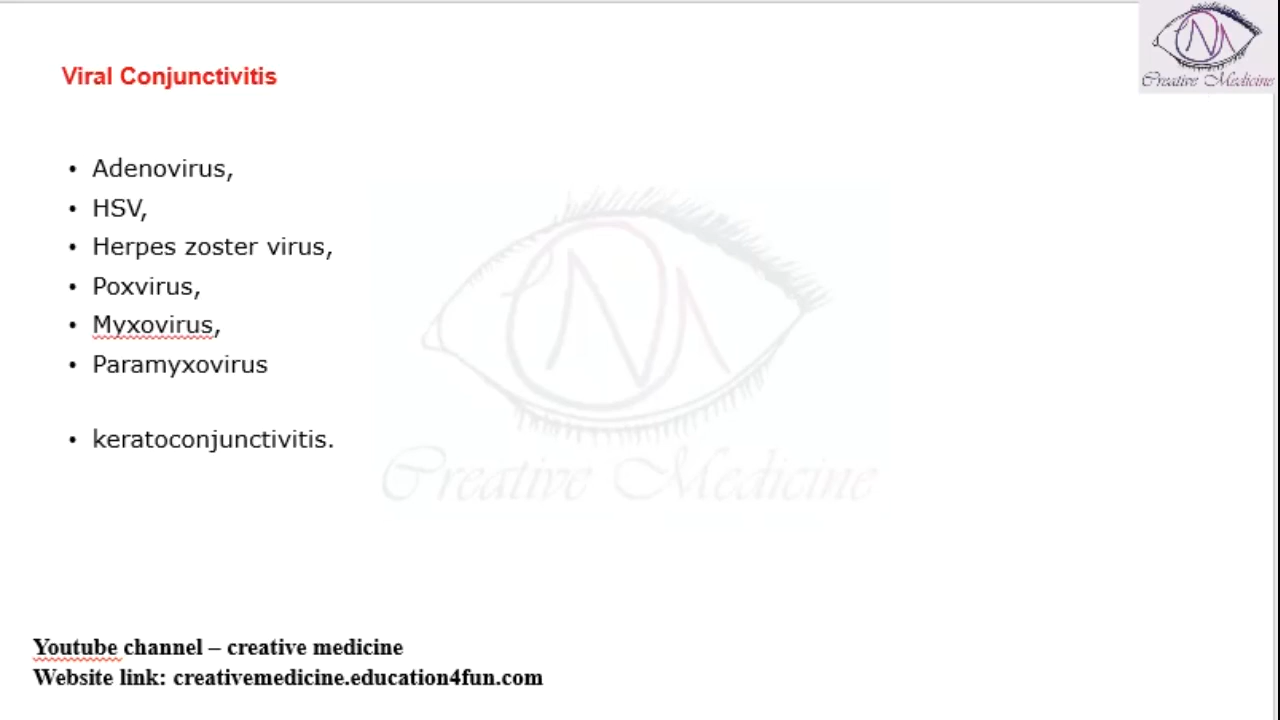 Creative Medicine
Viral Conjunctivitis
• Adenovirus,
• HSV,
• Herpes zoster virus,
• Poxvirus,
• Myxovirus,
• Paramyxovirus
• keratoconjunctivitis.
Creative Medicine
Youtube channel – creative medicine
Website link: creativemedicine.education4fun.com